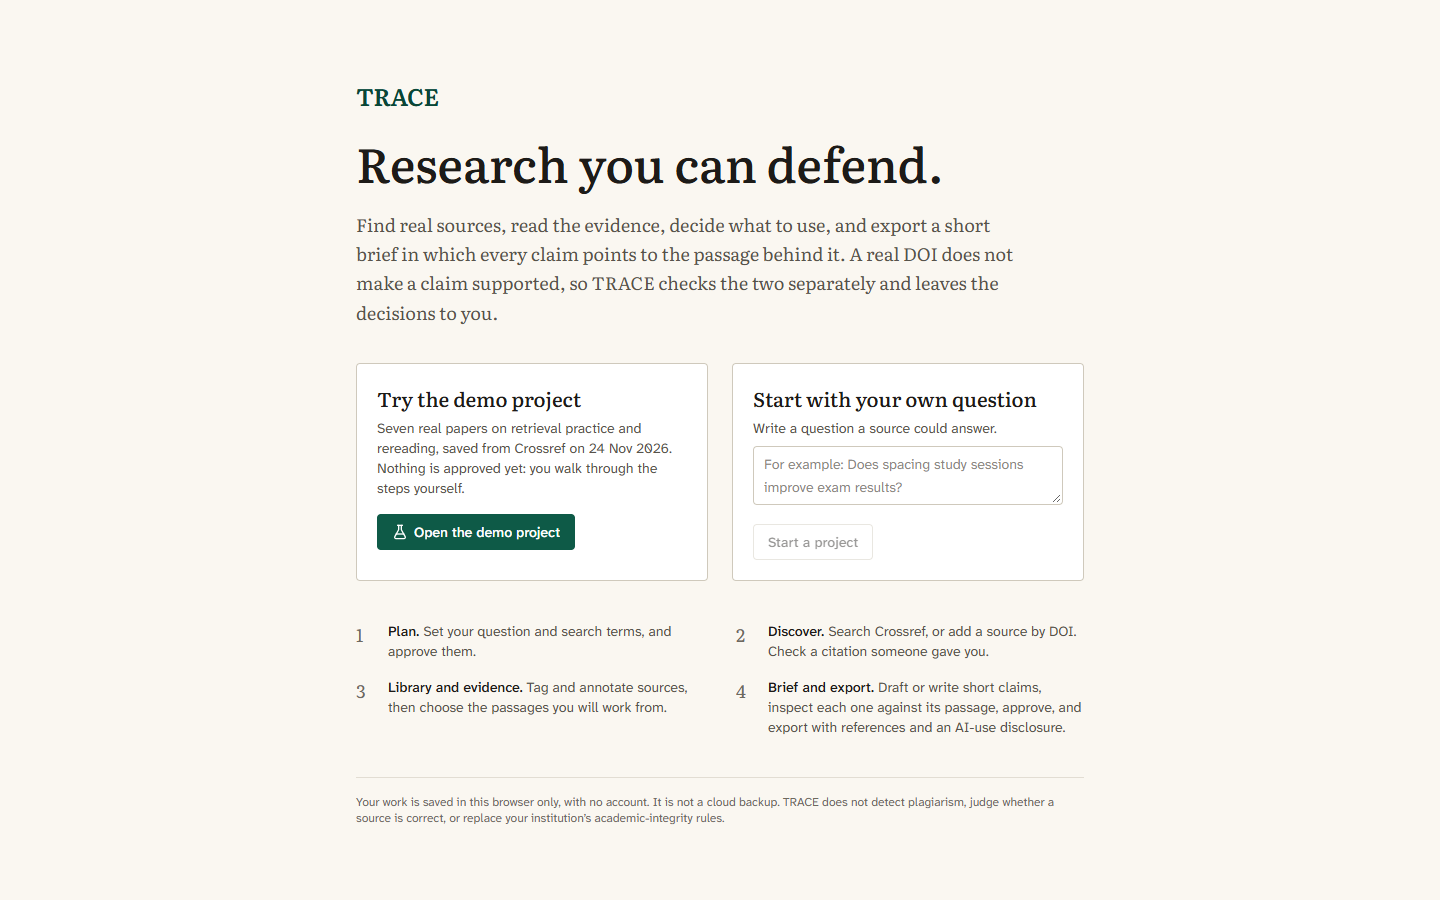 TRACE
Research you can defend.
Find real sources, read the evidence, decide what to use, and export a short
brief in which every claim points to the passage behind it. A real DOI does not
make a claim supported, so TRACE checks the two separately and leaves the
decisions to you.
Try the demo project
Seven real papers on retrieval practice and
rereading, saved from Crossref on 24 Nov 2026.
Nothing is approved yet: you walk through the
steps yourself.
Open the demo project
Start with your own question
Write a question a source could answer.
For example: Does spacing study sessions
improve exam results?
Start a project
1 Plan. Set your question and search terms, and
approve them.
2 Discover. Search Crossref, or add a source by DOI.
Check a citation someone gave you.
3 Library and evidence. Tag and annotate sources,
then choose the passages you will work from.
4 Brief and export. Draft or write short claims,
inspect each one against its passage, approve, and
export with references and an AI-use disclosure.
Your work is saved in this browser only, with no account. It is not a cloud backup. TRACE does not detect plagiarism, judge whether a
source is correct, or replace your institution's academic-integrity rules.